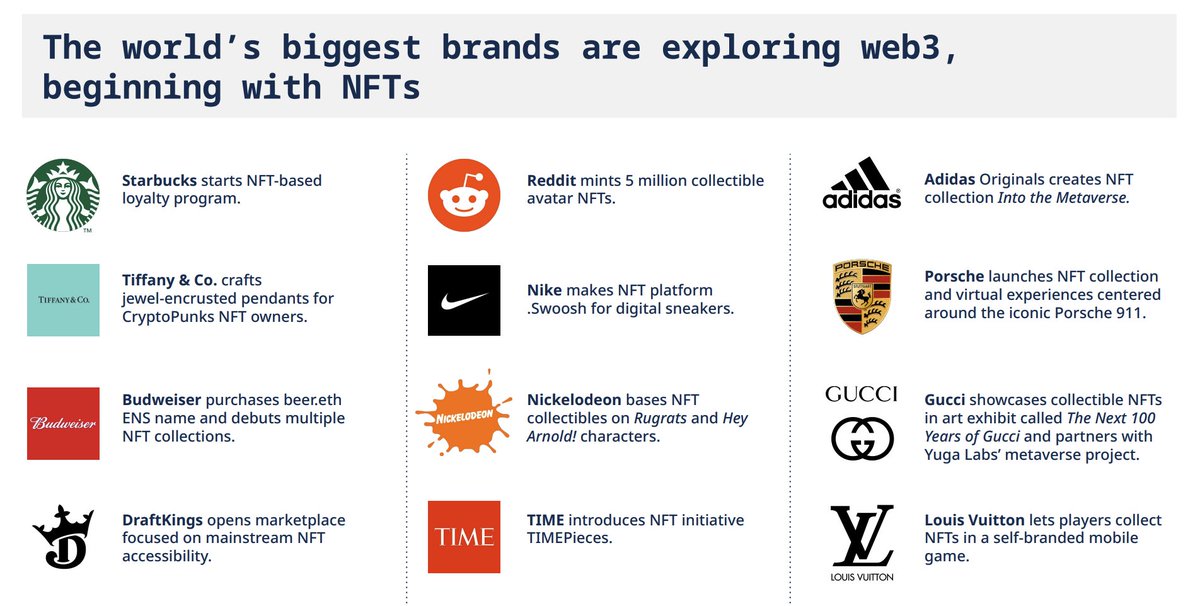 The world’s biggest brands are exploring web3,
beginning with NFTs
Starbucks starts NFT-based
loyalty program.
TM
TIFFANY & CO.
Tiffany & Co. crafts
jewel-encrusted pendants for
CryptoPunks NFT owners.
Budweiser
Budweiser purchases beer.eth
ENS name and debuts multiple
NFT collections.
D
DraftKings opens marketplace
focused on mainstream NFT
accessibility.
Reddit mints 5 million collectible
avatar NFTs.
Nike makes NFT platform
.Swoosh for digital sneakers.
NICKELODEON
Nickelodeon bases NFT
collectibles on Rugrats and Hey
Arnold! characters.
TIME
TIME introduces NFT initiative
TIMEPieces.
adidas®
Adidas Originals creates NFT
collection Into the Metaverse.
PORSCHE
Porsche launches NFT collection
and virtual experiences centered
around the iconic Porsche 911.
GUCCI
Gucci showcases collectible NFTs
in art exhibit called The Next 100
Years of Gucci and partners with
Yuga Labs’ metaverse project.
LV
LOUIS VUITTON
Louis Vuitton lets players collect
NFTs in a self-branded mobile
game.